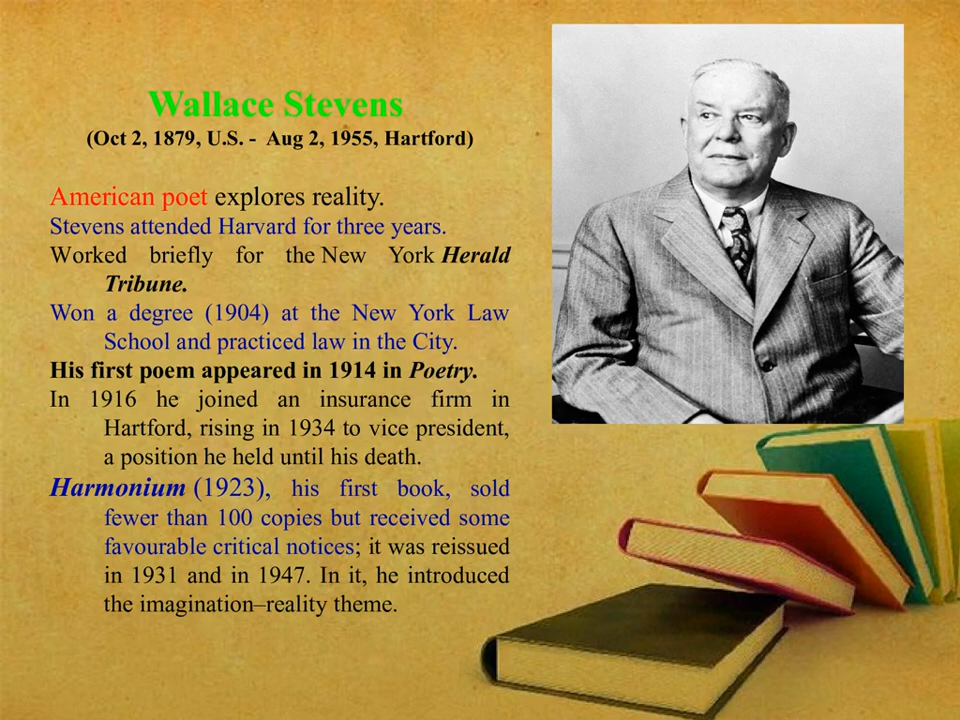 Wallace Stevens
(Oct 2, 1879, U.S. - Aug 2, 1955, Hartford)
American poet explores reality.
Stevens attended Harvard for three years.
Worked briefly for the New York Herald
Tribune.
Won a degree (1904) at the New York Law
School and practiced law in the City.
His first poem appeared in 1914 in Poetry.
In 1916 he joined an insurance firm in
Hartford, rising in 1934 to vice president,
a position he held until his death.
Harmonium (1923), his first book, sold
fewer than 100 copies but received some
favourable critical notices; it was reissued
in 1931 and in 1947. In it, he introduced
the imagination–reality theme.